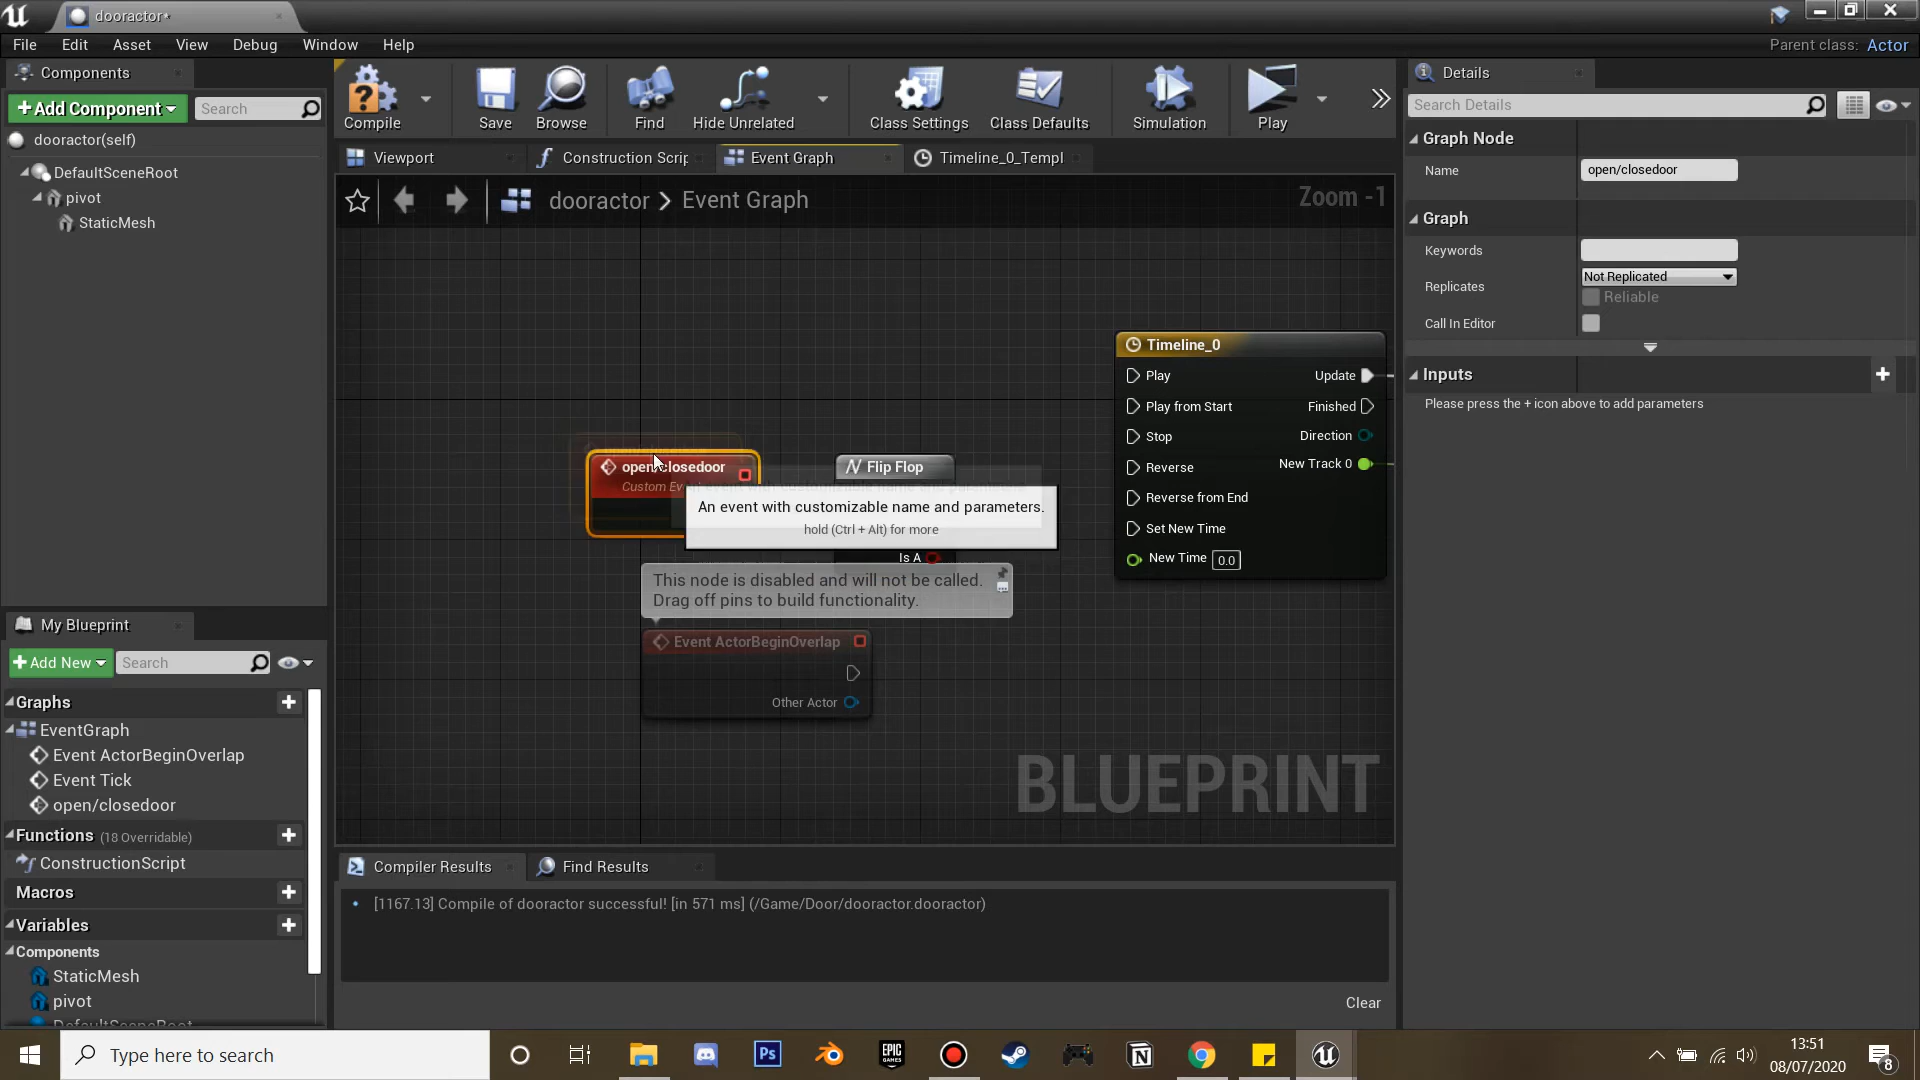 dooractor*
File Edit Asset View Debug Window Help
Parent class: Actor
Components
Add Component
Search
dooractor(self)
DefaultSceneRoot
pivot
StaticMesh
Compile Save Browse Find Hide Unrelated Class Settings Class Defaults Simulation Play
Viewport Construction Scrip Event Graph Timeline_0_Templ
dooractor > Event Graph
Zoom -1
open/closedoor
Custom Ev
An event with customizable name and parameters.
hold (Ctrl + Alt) for more
Flip Flop
Is A
This node is disabled and will not be called.
Drag off pins to build functionality.
Event ActorBeginOverlap
Other Actor
Timeline_0
Play Update
Play from Start Finished
Stop Direction
Reverse New Track 0
Reverse from End
Set New Time
New Time 0.0
BLUEPRINT
Details
Search Details
Graph Node
Name open/closedoor
Graph
Keywords
Replicates Not Replicated
Reliable
Call In Editor
Inputs
Please press the + icon above to add parameters
My Blueprint
Add New
Search
Graphs
EventGraph
Event ActorBeginOverlap
Event Tick
open/closedoor
Functions (18 Overridable)
ConstructionScript
Macros
Variables
Components
StaticMesh
pivot
DefaultSceneRoot
Compiler Results Find Results
[1167.13] Compile of dooractor successful! [in 571 ms] (/Game/Door/dooractor.dooractor)
Clear
Type here to search
Ps
EPIC
GAMES
13:51
08/07/2020
8